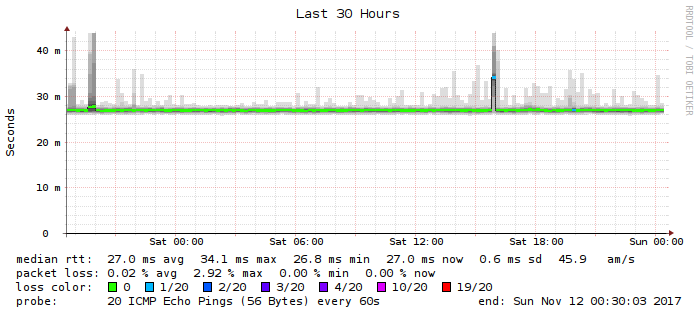 Last 30 Hours
RRDTOOL / TOBI OETIKER
Seconds
40 m
30 m
20 m
10 m
0
Sat 00:00 Sat 06:00 Sat 12:00 Sat 18:00 Sun 00:00
median rtt: 27.0 ms avg 34.1 ms max 26.8 ms min 27.0 ms now 0.6 ms sd 45.9 am/s
packet loss: 0.02 % avg 2.92 % max 0.00 % min 0.00 % now
loss color: 0 1/20 2/20 3/20 4/20 10/20 19/20
probe: 20 ICMP Echo Pings (56 Bytes) every 60s end: Sun Nov 12 00:30:03 2017